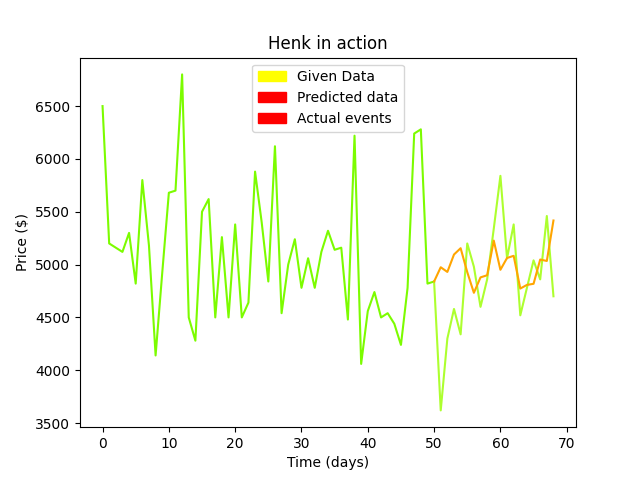 Henk in action
Given Data
Predicted data
Actual events
6500
6000
5500
5000
4500
4000
3500
Price ($)
0 10 20 30 40 50 60 70
Time (days)